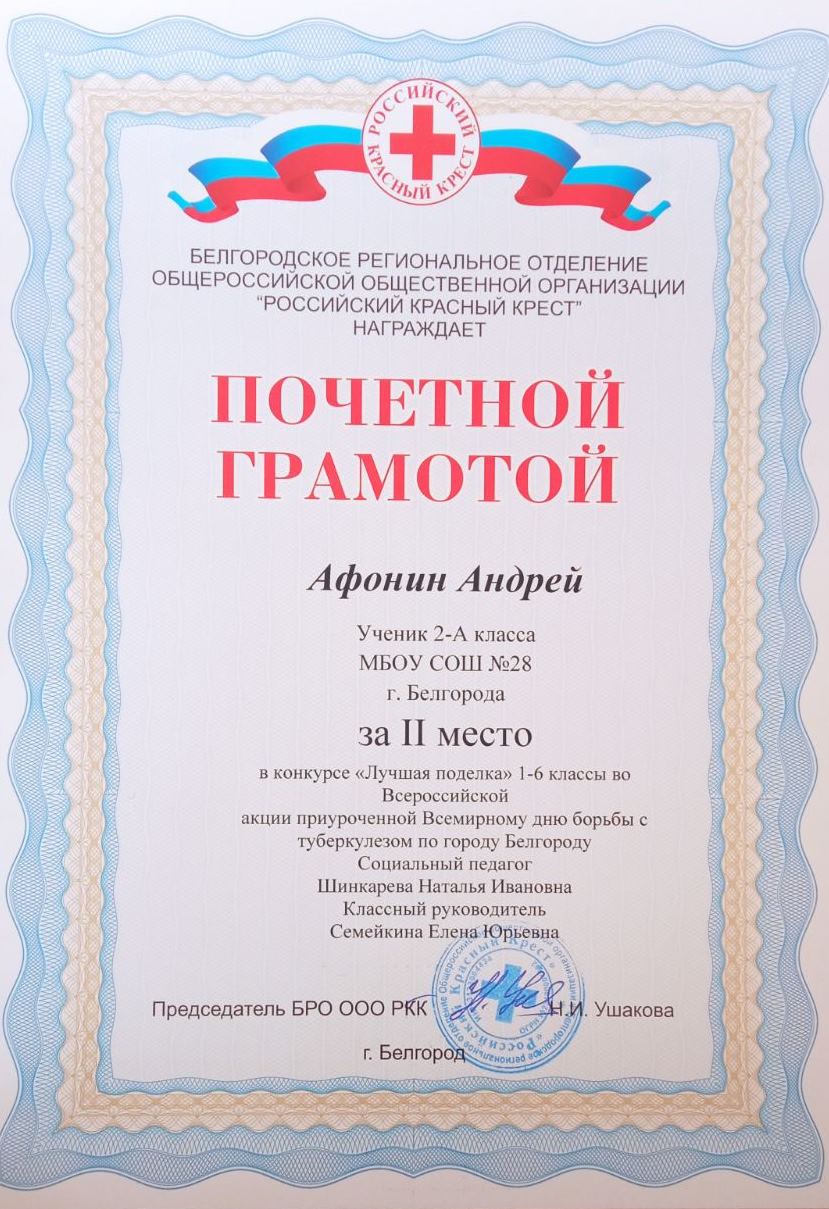 РОССИЙСКИЙ
КРАСНЫЙ КРЕСТ
БЕЛГОРОДСКОЕ РЕГИОНАЛЬНОЕ ОТДЕЛЕНИЕ
ОБЩЕРОССИЙСКОЙ ОБЩЕСТВЕННОЙ ОРГАНИЗАЦИИ
“РОССИЙСКИЙ КРАСНЫЙ КРЕСТ”
НАГРАЖДАЕТ
ПОЧЕТНОЙ
ГРАМОТОЙ
Афонин Андрей
Ученик 2-А класса
МБОУ СОШ №28
г. Белгорода
за II место
в конкурсе «Лучшая поделка» 1-6 классы во
Всероссийской
акции приуроченной Всемирному дню борьбы с
туберкулезом по городу Белгороду
Социальный педагог
Шинкарева Наталья Ивановна
Классный руководитель
Семейкина Елена Юрьевна
Председатель БРО ООО РКК Н.И. Ушакова
г. Белгород
«Российский Красный Крест»